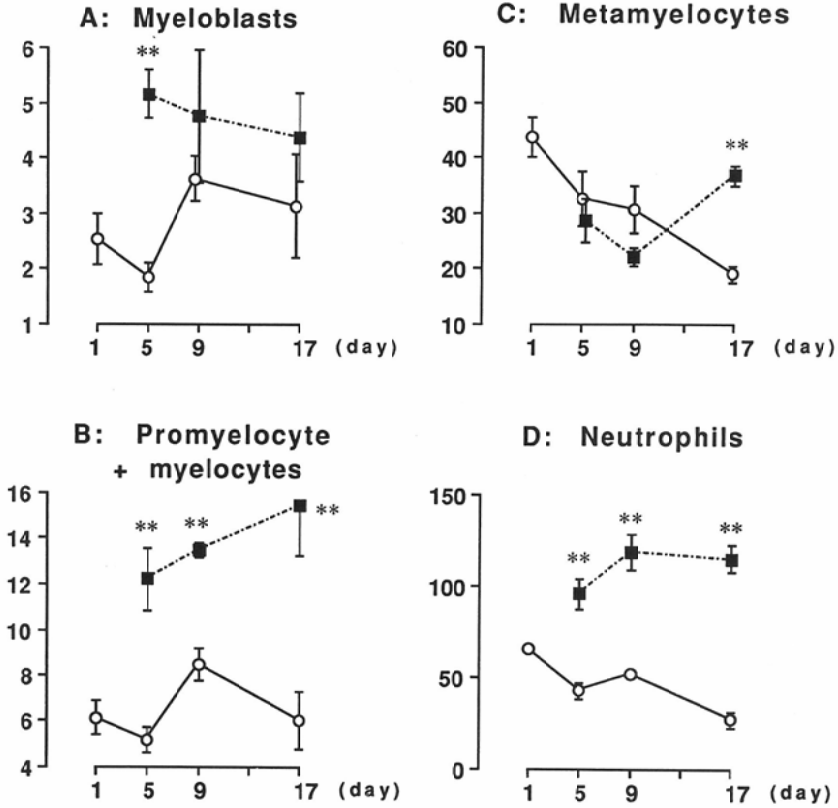 A: Myeloblasts
**
6
5
4
3
2
1
1 5 9 17 (day)
C: Metamyelocytes
60
50
40
30
20
10
**
1 5 9 17 (day)
B: Promyelocyte
+ myelocytes
16
14
12
10
8
6
4
** ** **
1 5 9 17 (day)
D: Neutrophils
150
100
50
0
** ** **
1 5 9 17 (day)